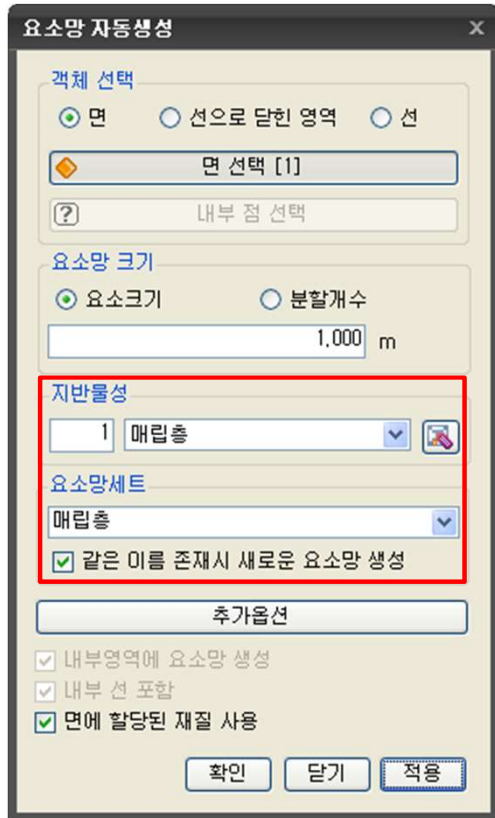 요소망 자동생성 x
객체 선택
면 선으로 닫힌 영역 선
면 선택 [1]
? 내부 점 선택
요소망 크기
요소크기 분할개수
1,000 m
지반물성
1 매립층
요소망세트
매립층
같은 이름 존재시 새로운 요소망 생성
추가옵션
내부영역에 요소망 생성
내부 선 포함
면에 할당된 재질 사용
확인 닫기 적용